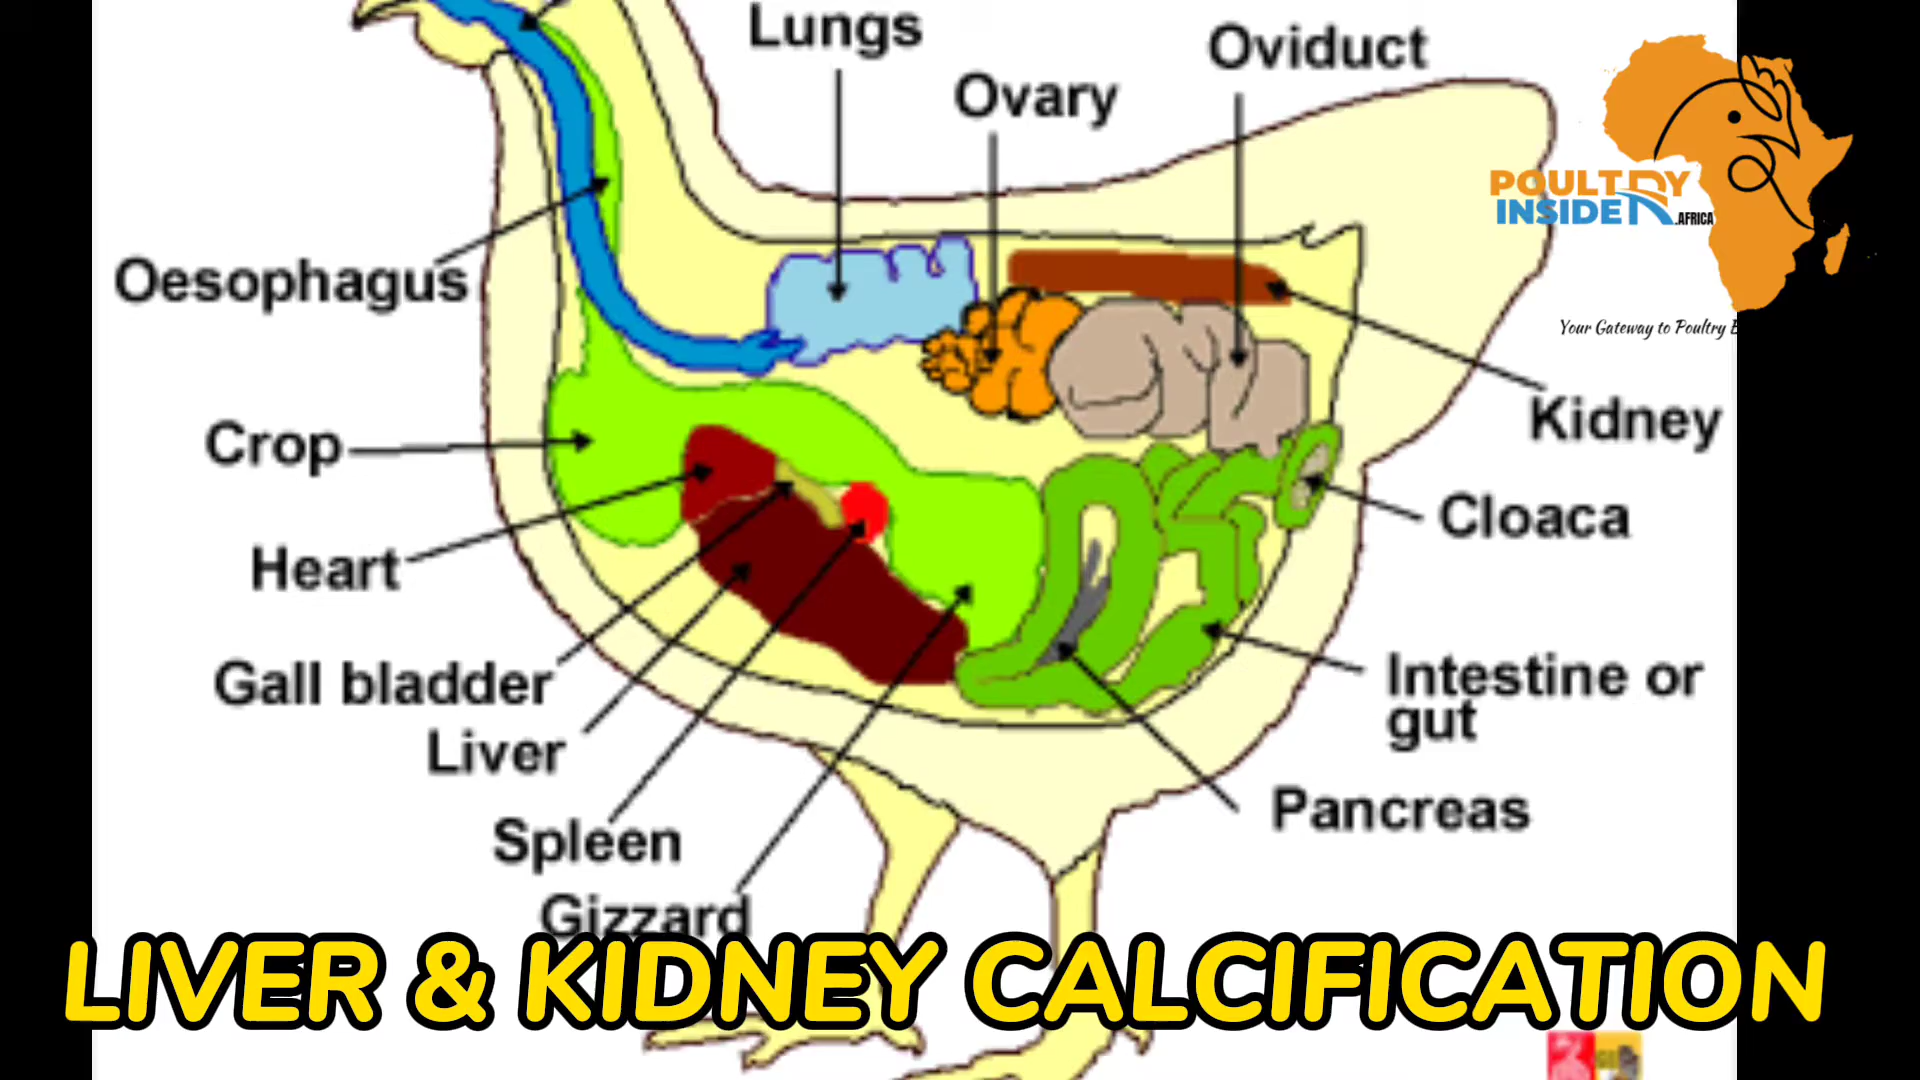 Lungs
Oviduct
Ovary
POULTRY
INSIDER
.AFRICA
Oesophagus
Your Gateway to Poultry
Crop
Kidney
Cloaca
Heart
Gall bladder
Intestine or
gut
Liver
Pancreas
Spleen
Gizzard
LIVER & KIDNEY CALCIFICATION